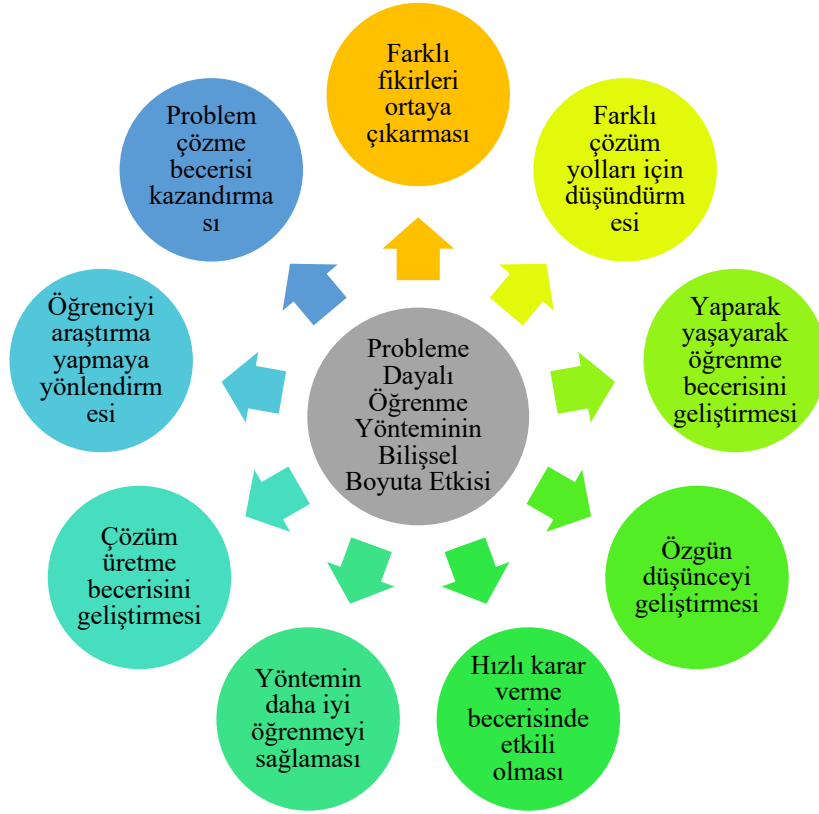 Farklı
fikirleri
ortaya
çıkarması
Farklı
çözüm
yolları için
düşündürm
esi
Yaparak
yaşayarak
öğrenme
becerisini
geliştirmesi
Özgün
düşünceyi
geliştirmesi
Hızlı karar
verme
becerisinde
etkili
olması
Yöntemin
daha iyi
öğrenmeyi
sağlaması
Çözüm
üretme
becerisini
geliştirmesi
Öğrenciyi
araştırma
yapmaya
yönlendirm
esi
Problem
çözme
becerisi
kazandırma
sı
Probleme
Dayalı
Öğrenme
Yönteminin
Bilişsel
Boyuta Etkisi